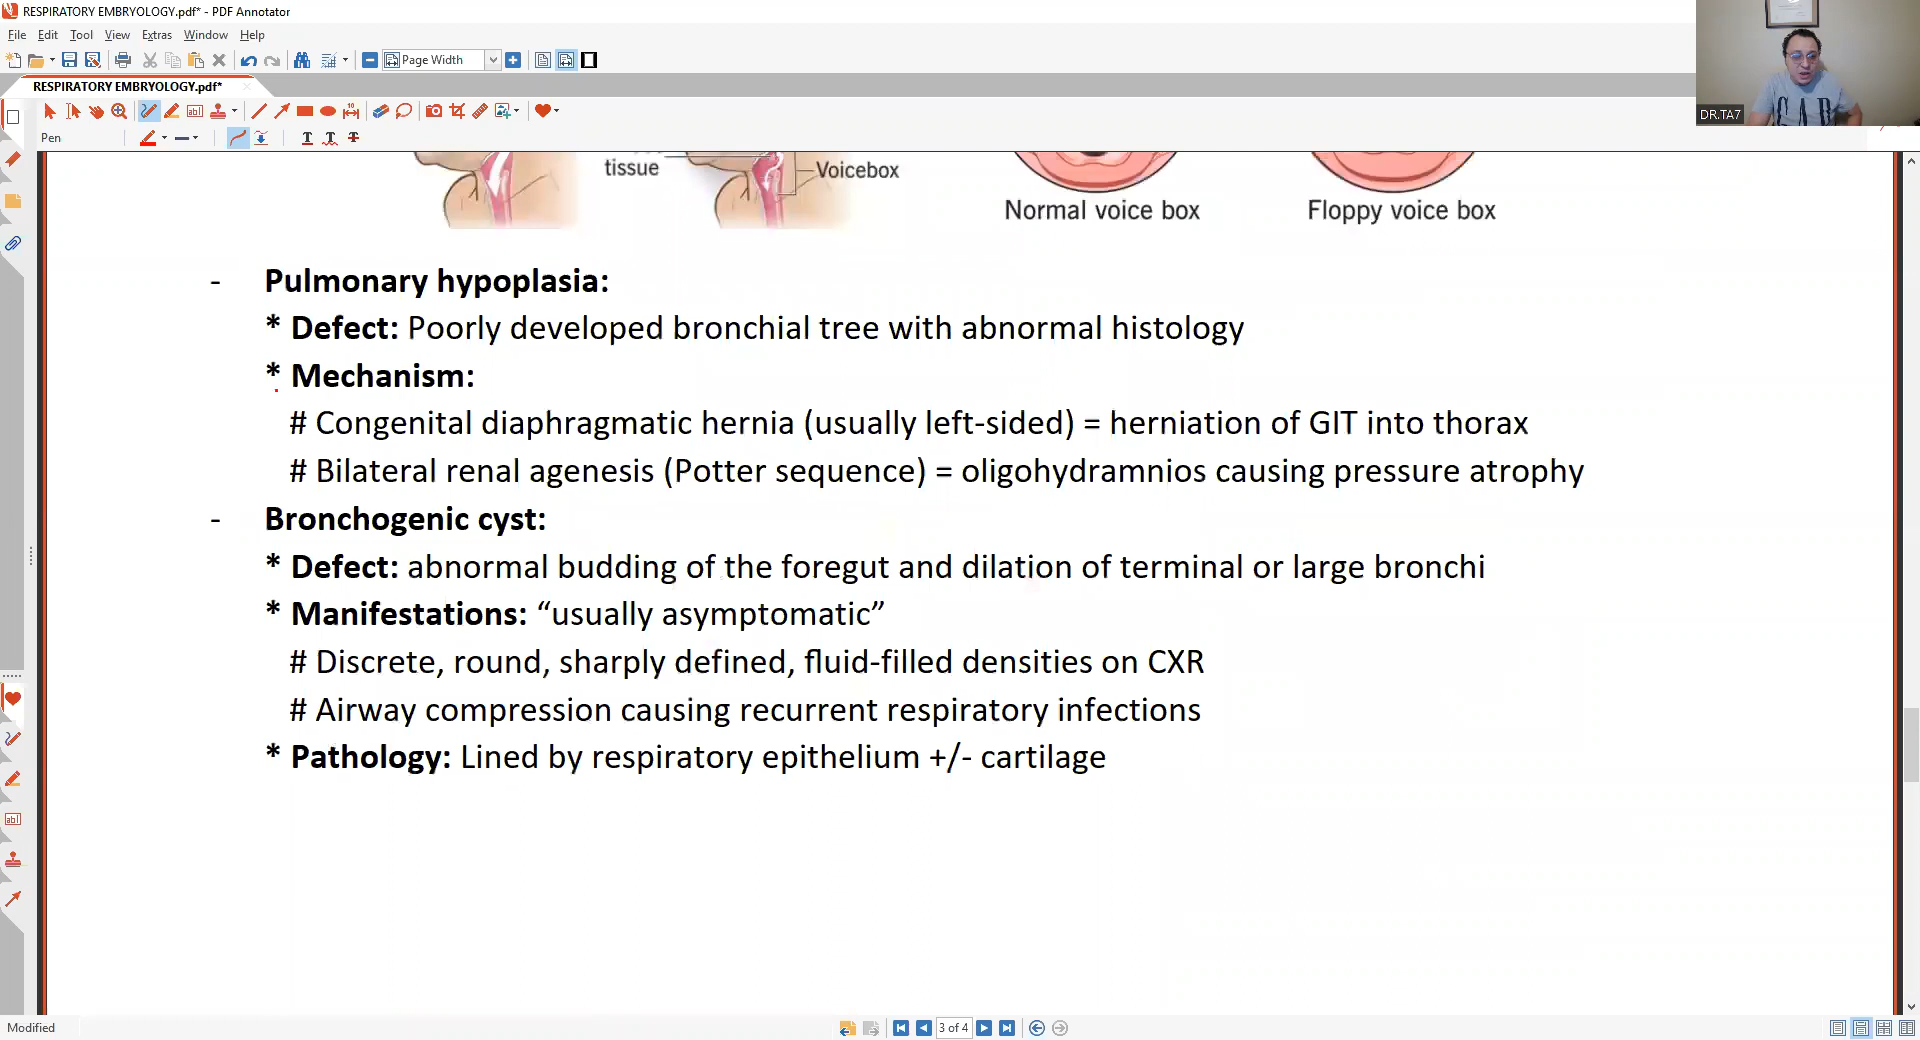 RESPIRATORY EMBRYOLOGY.pdf* - PDF Annotator
File Edit Tool View Extras Window Help
Page Width
RESPIRATORY EMBRYOLOGY.pdf*
Pen
DR.TA7
tissue
Voicebox
Normal voice box
Floppy voice box
- Pulmonary hypoplasia:
* Defect: Poorly developed bronchial tree with abnormal histology
* Mechanism:
# Congenital diaphragmatic hernia (usually left-sided) = herniation of GIT into thorax
# Bilateral renal agenesis (Potter sequence) = oligohydramnios causing pressure atrophy
- Bronchogenic cyst:
* Defect: abnormal budding of the foregut and dilation of terminal or large bronchi
* Manifestations: “usually asymptomatic”
# Discrete, round, sharply defined, fluid-filled densities on CXR
# Airway compression causing recurrent respiratory infections
* Pathology: Lined by respiratory epithelium +/- cartilage
Modified
3 of 4